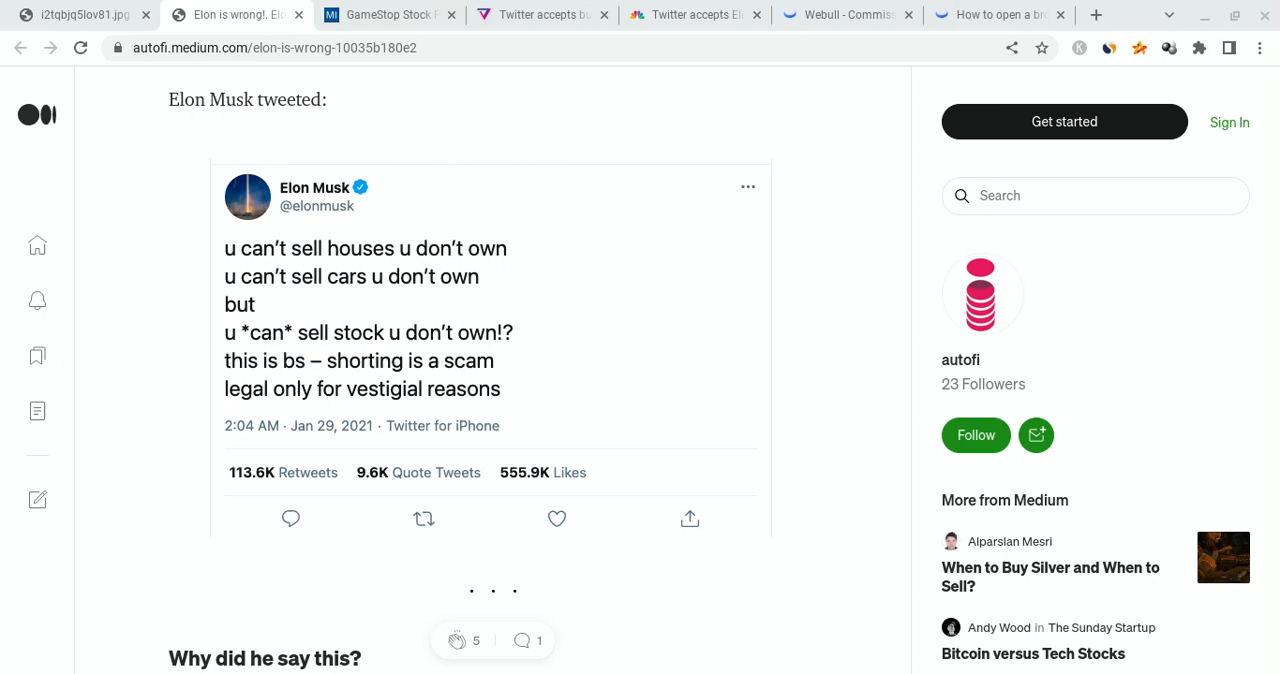 i2tqbjq5lov81.jpg
Elon is wrong!. Elo
GameStop Stock P
Twitter accepts bu
Twitter accepts El
Webull - Commiss
How to open a bro
autofi.medium.com/elon-is-wrong-10035b180e2
Elon Musk tweeted:
Elon Musk
@elonmusk
u can't sell houses u don't own
u can't sell cars u don't own
but
u *can* sell stock u don't own!?
this is bs – shorting is a scam
legal only for vestigial reasons
2:04 AM · Jan 29, 2021 · Twitter for iPhone
113.6K Retweets 9.6K Quote Tweets 555.9K Likes
. . .
5 1
Why did he say this?
Get started Sign In
Search
autofi
23 Followers
Follow
More from Medium
Alparslan Mesri
When to Buy Silver and When to
Sell?
Andy Wood in The Sunday Startup
Bitcoin versus Tech Stocks